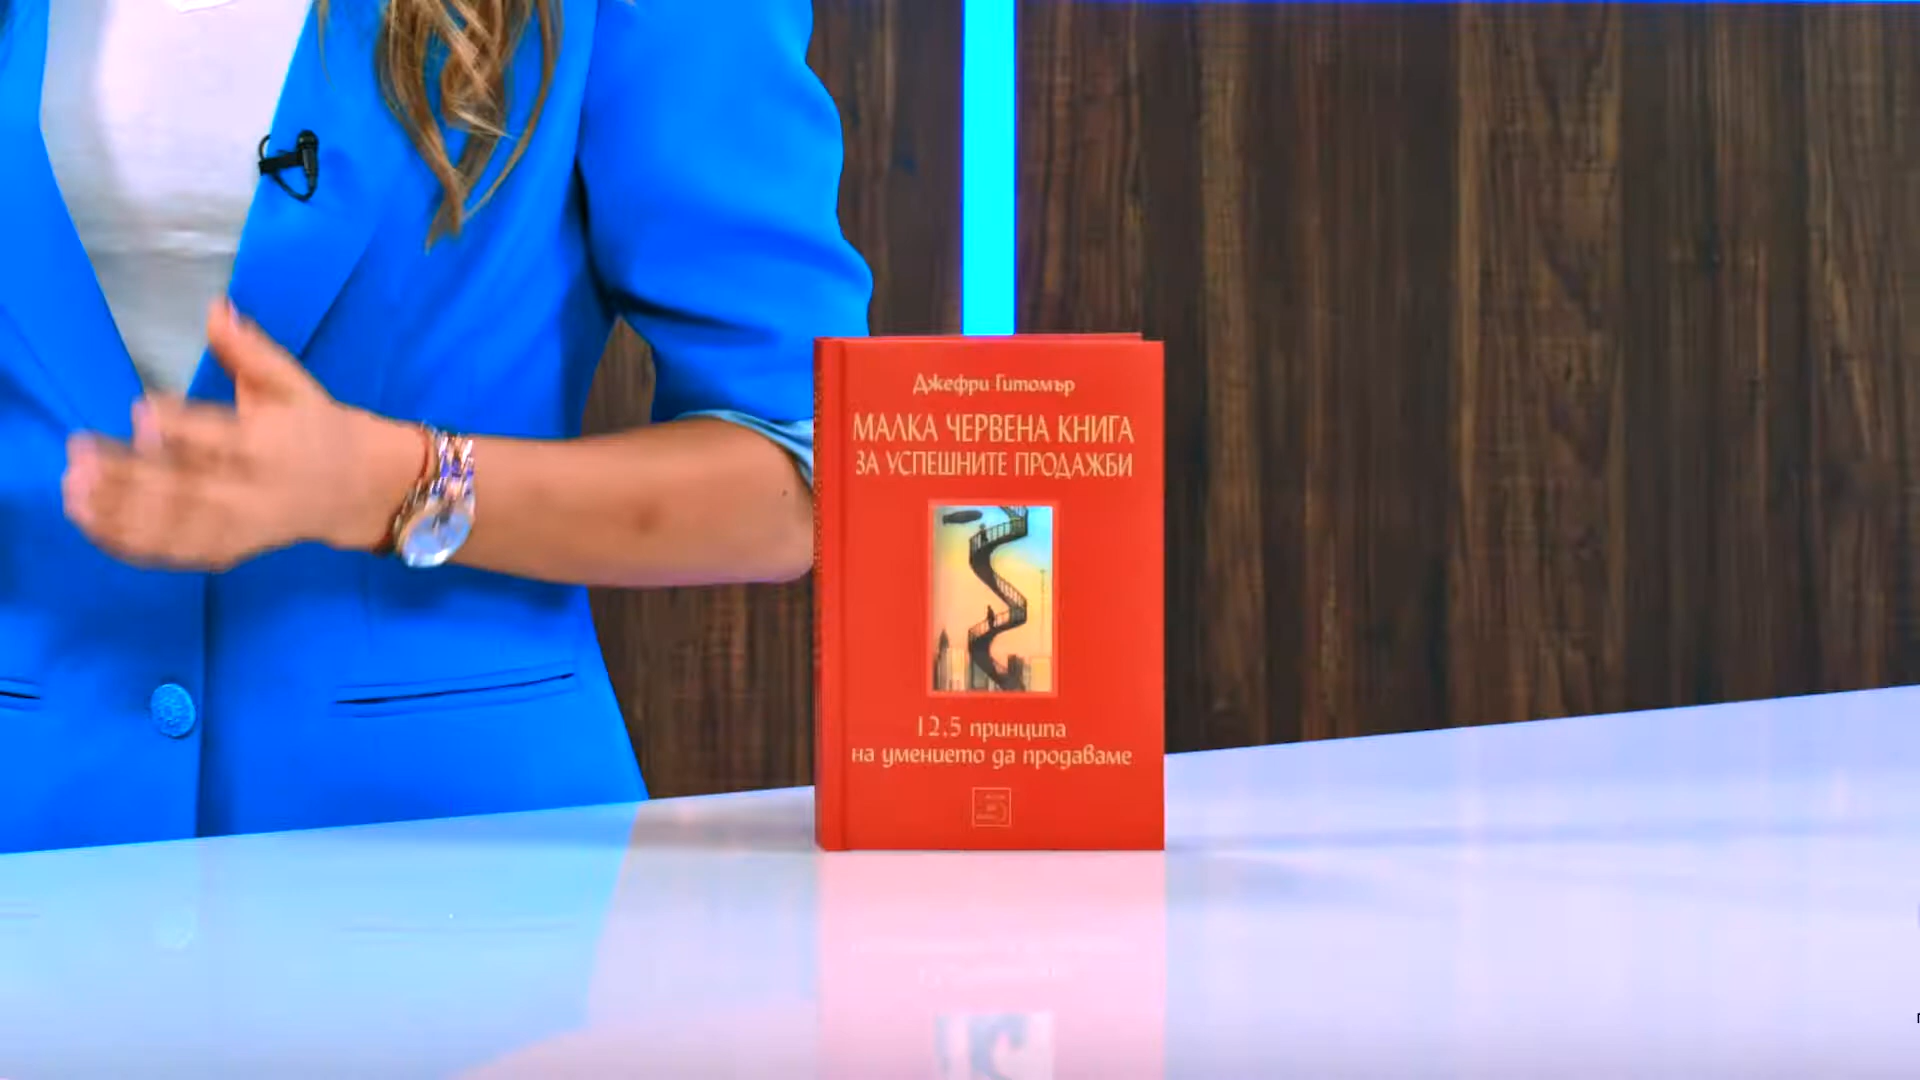 Джефри Гитомър
МАЛКА ЧЕРВЕНА КНИГА
ЗА УСПЕШНИТЕ ПРОДАЖБИ
12.5 принципа
на умението да продаваме